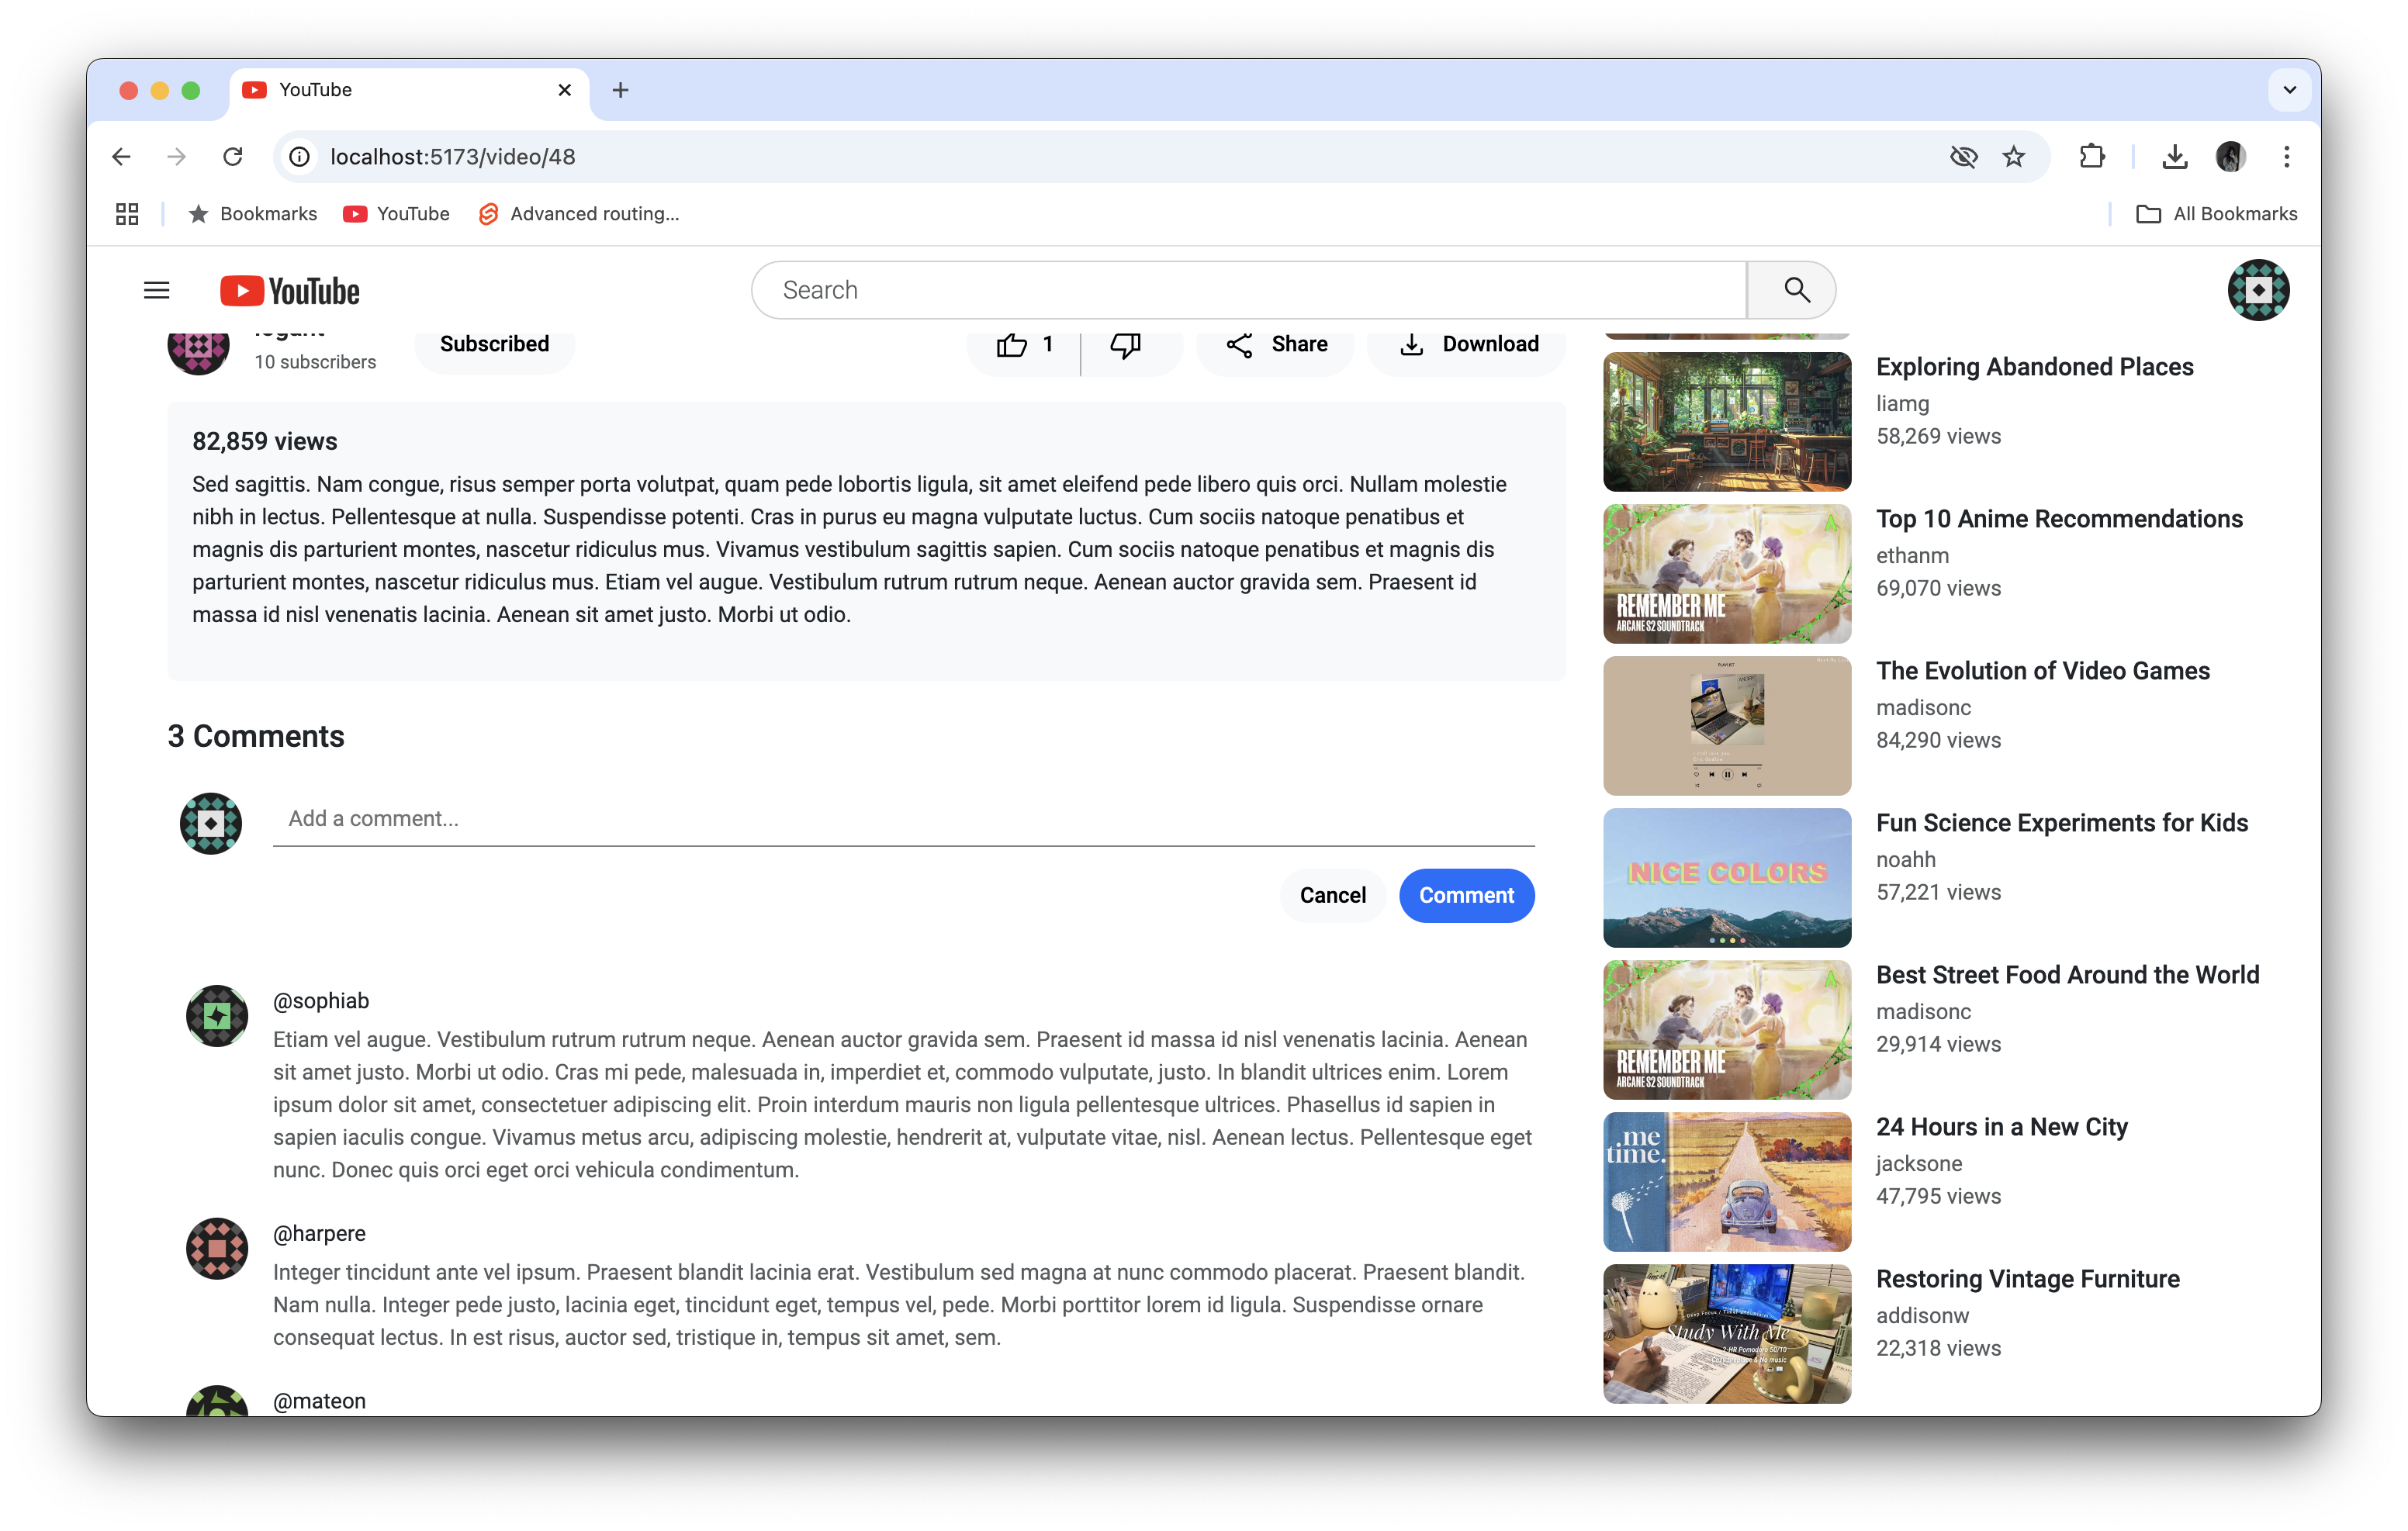 YouTube
localhost:5173/video/48
Bookmarks
YouTube
Advanced routing...
All Bookmarks
YouTube
Search
10 subscribers
Subscribed
1
Share
Download
82,859 views
Sed sagittis. Nam congue, risus semper porta volutpat, quam pede lobortis ligula, sit amet eleifend pede libero quis orci. Nullam molestie
nibh in lectus. Pellentesque at nulla. Suspendisse potenti. Cras in purus eu magna vulputate luctus. Cum sociis natoque penatibus et
magnis dis parturient montes, nascetur ridiculus mus. Vivamus vestibulum sagittis sapien. Cum sociis natoque penatibus et magnis dis
parturient montes, nascetur ridiculus mus. Etiam vel augue. Vestibulum rutrum rutrum neque. Aenean auctor gravida sem. Praesent id
massa id nisl venenatis lacinia. Aenean sit amet justo. Morbi ut odio.
3 Comments
Add a comment...
Cancel
Comment
@sophiab
Etiam vel augue. Vestibulum rutrum rutrum neque. Aenean auctor gravida sem. Praesent id massa id nisl venenatis lacinia. Aenean
sit amet justo. Morbi ut odio. Cras mi pede, malesuada in, imperdiet et, commodo vulputate, justo. In blandit ultrices enim. Lorem
ipsum dolor sit amet, consectetuer adipiscing elit. Proin interdum mauris non ligula pellentesque ultrices. Phasellus id sapien in
sapien iaculis congue. Vivamus metus arcu, adipiscing molestie, hendrerit at, vulputate vitae, nisl. Aenean lectus. Pellentesque eget
nunc. Donec quis orci eget orci vehicula condimentum.
@harpere
Integer tincidunt ante vel ipsum. Praesent blandit lacinia erat. Vestibulum sed magna at nunc commodo placerat. Praesent blandit.
Nam nulla. Integer pede justo, lacinia eget, tincidunt eget, tempus vel, pede. Morbi porttitor lorem id ligula. Suspendisse ornare
consequat lectus. In est risus, auctor sed, tristique in, tempus sit amet, sem.
@mateon
Exploring Abandoned Places
liamg
58,269 views
REMEMBER ME
ARCANE S2 SOUNDTRACK
Top 10 Anime Recommendations
ethanm
69,070 views
PLAYLIST
The Evolution of Video Games
madisonc
84,290 views
NICE COLORS
Fun Science Experiments for Kids
noahh
57,221 views
REMEMBER ME
ARCANE S2 SOUNDTRACK
Best Street Food Around the World
madisonc
29,914 views
me
time.
24 Hours in a New City
jacksone
47,795 views
Study With Me
2-HR Pomodoro 50/10
Restoring Vintage Furniture
addisonw
22,318 views